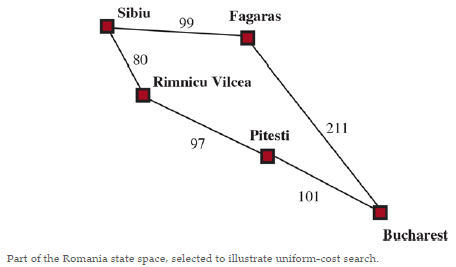 Sibiu
99
Fagaras
80
Rimnicu Vilcea
97
Pitesti
211
101
Bucharest
Part of the Romania state space, selected to illustrate uniform-cost search.